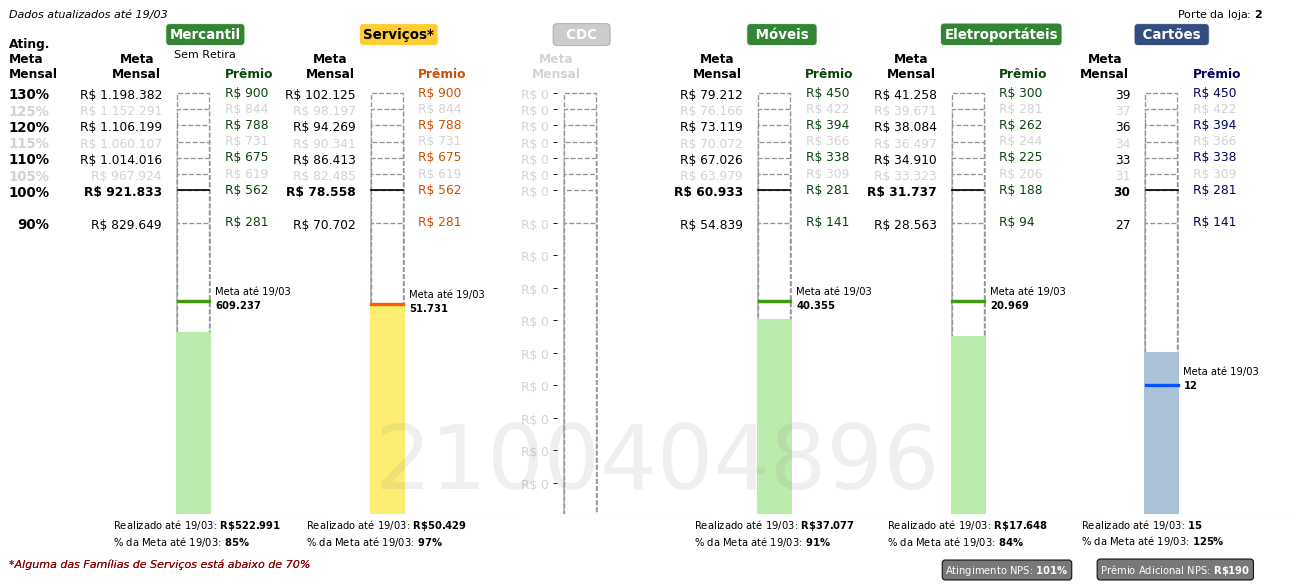 Dados atualizados até 19/03
Porte da loja: 2
Mercantil Serviços* CDC Móveis Eletroportáteis Cartões
Ating. Meta Mensal
Sem Retira
Meta Mensal Prêmio Meta Mensal Prêmio Meta Mensal Meta Mensal Prêmio Meta Mensal Prêmio Meta Mensal Prêmio
130% R$ 1.198.382 R$ 900 R$ 102.125 R$ 900 R$ 0 R$ 79.212 R$ 450 R$ 41.258 R$ 300 39 R$ 450
125% R$ 1.152.291 R$ 844 R$ 98.197 R$ 844 R$ 0 R$ 76.166 R$ 422 R$ 39.671 R$ 281 37 R$ 422
120% R$ 1.106.199 R$ 788 R$ 94.269 R$ 788 R$ 0 R$ 73.119 R$ 394 R$ 38.084 R$ 262 36 R$ 394
115% R$ 1.060.107 R$ 731 R$ 90.341 R$ 731 R$ 0 R$ 70.072 R$ 366 R$ 36.497 R$ 244 34 R$ 366
110% R$ 1.014.016 R$ 675 R$ 86.413 R$ 675 R$ 0 R$ 67.026 R$ 338 R$ 34.910 R$ 225 33 R$ 338
105% R$ 967.924 R$ 619 R$ 82.485 R$ 619 R$ 0 R$ 63.979 R$ 309 R$ 33.323 R$ 206 31 R$ 309
100% R$ 921.833 R$ 562 R$ 78.558 R$ 562 R$ 0 R$ 60.933 R$ 281 R$ 31.737 R$ 188 30 R$ 281
90% R$ 829.649 R$ 281 R$ 70.702 R$ 281 R$ 0 R$ 54.839 R$ 141 R$ 28.563 R$ 94 27 R$ 141
R$ 0
R$ 0
Meta até 19/03 Meta até 19/03 Meta até 19/03 Meta até 19/03
609.237 51.731 40.355 20.969
R$ 0
R$ 0
Meta até 19/03
12
R$ 0
R$ 0
R$ 0
R$ 0
2100404896
Realizado até 19/03: R$522.991 Realizado até 19/03: R$50.429 Realizado até 19/03: R$37.077 Realizado até 19/03: R$17.648 Realizado até 19/03: 15
% da Meta até 19/03: 85% % da Meta até 19/03: 97% % da Meta até 19/03: 91% % da Meta até 19/03: 84% % da Meta até 19/03: 125%
*Alguma das Famílias de Serviços está abaixo de 70%
Atingimento NPS: 101% Prêmio Adicional NPS: R$190